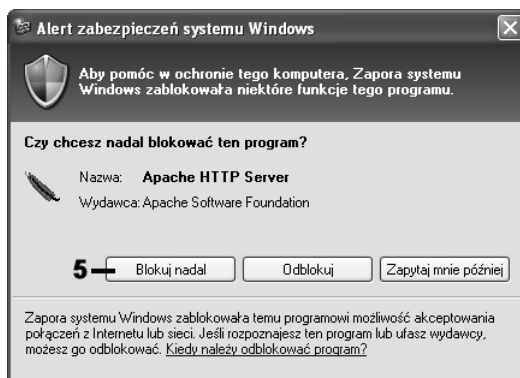 Alert zabezpieczeń systemu Windows
Aby pomóc w ochronie tego komputera, Zapora systemu
Windows zablokowała niektóre funkcje tego programu.
Czy chcesz nadal blokować ten program?
Nazwa: Apache HTTP Server
Wydawca: Apache Software Foundation
5 Blokuj nadal Odblokuj Zapytaj mnie później
Zapora systemu Windows zablokowała temu programowi możliwość akceptowania
połączeń z Internetu lub sieci. Jeśli rozpoznajesz ten program lub ufasz wydawcy,
możesz go odblokować. Kiedy należy odblokować program?